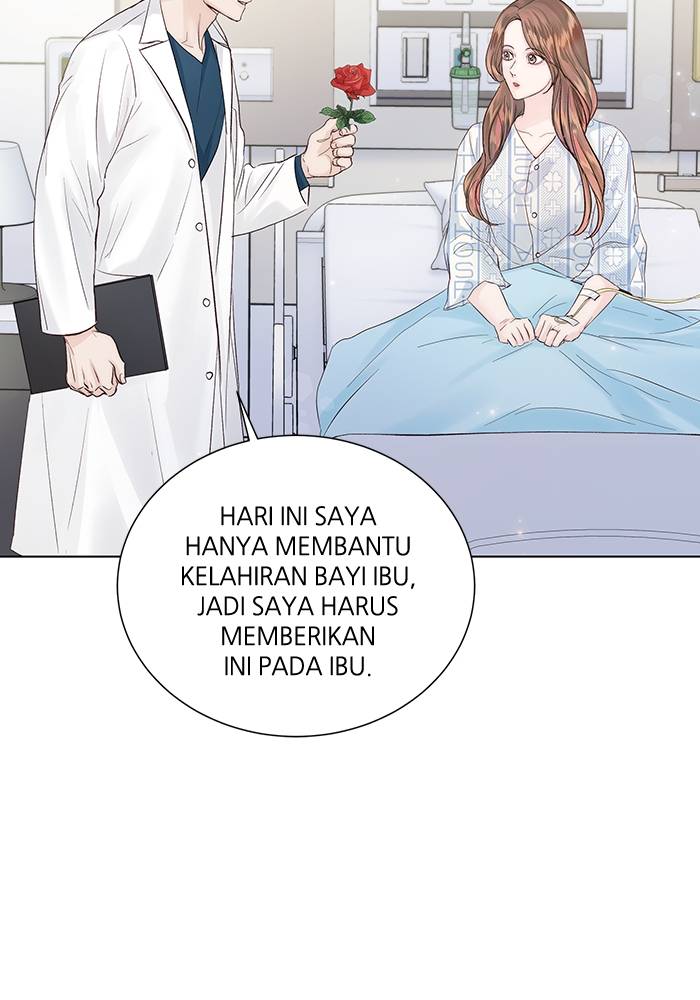 HARI INI SAYA
HANYA MEMBANTU
KELAHIRAN BAYI IBU,
JADI SAYA HARUS
MEMBERIKAN
INI PADA IBU.